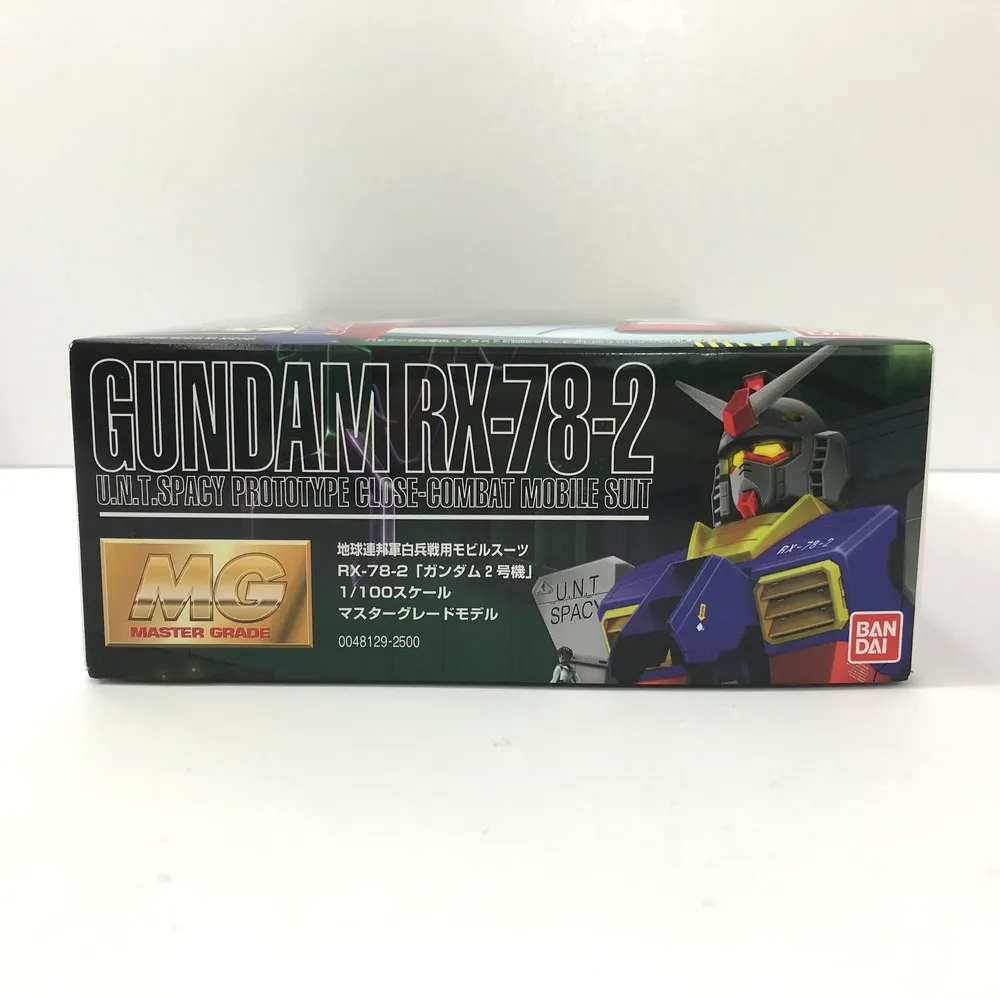 GUNDAM RX-78-2
U.N.T.SPACY PROTOTYPE CLOSE-COMBAT MOBILE SUIT
MG
MASTER GRADE
地球連邦軍白兵戦用モビルスーツ
RX-78-2「ガンダム2号機」
1/100スケール
マスターグレードモデル
0048129-2500
U.N.T
SPACY
RX-78-2
BAN
DAI